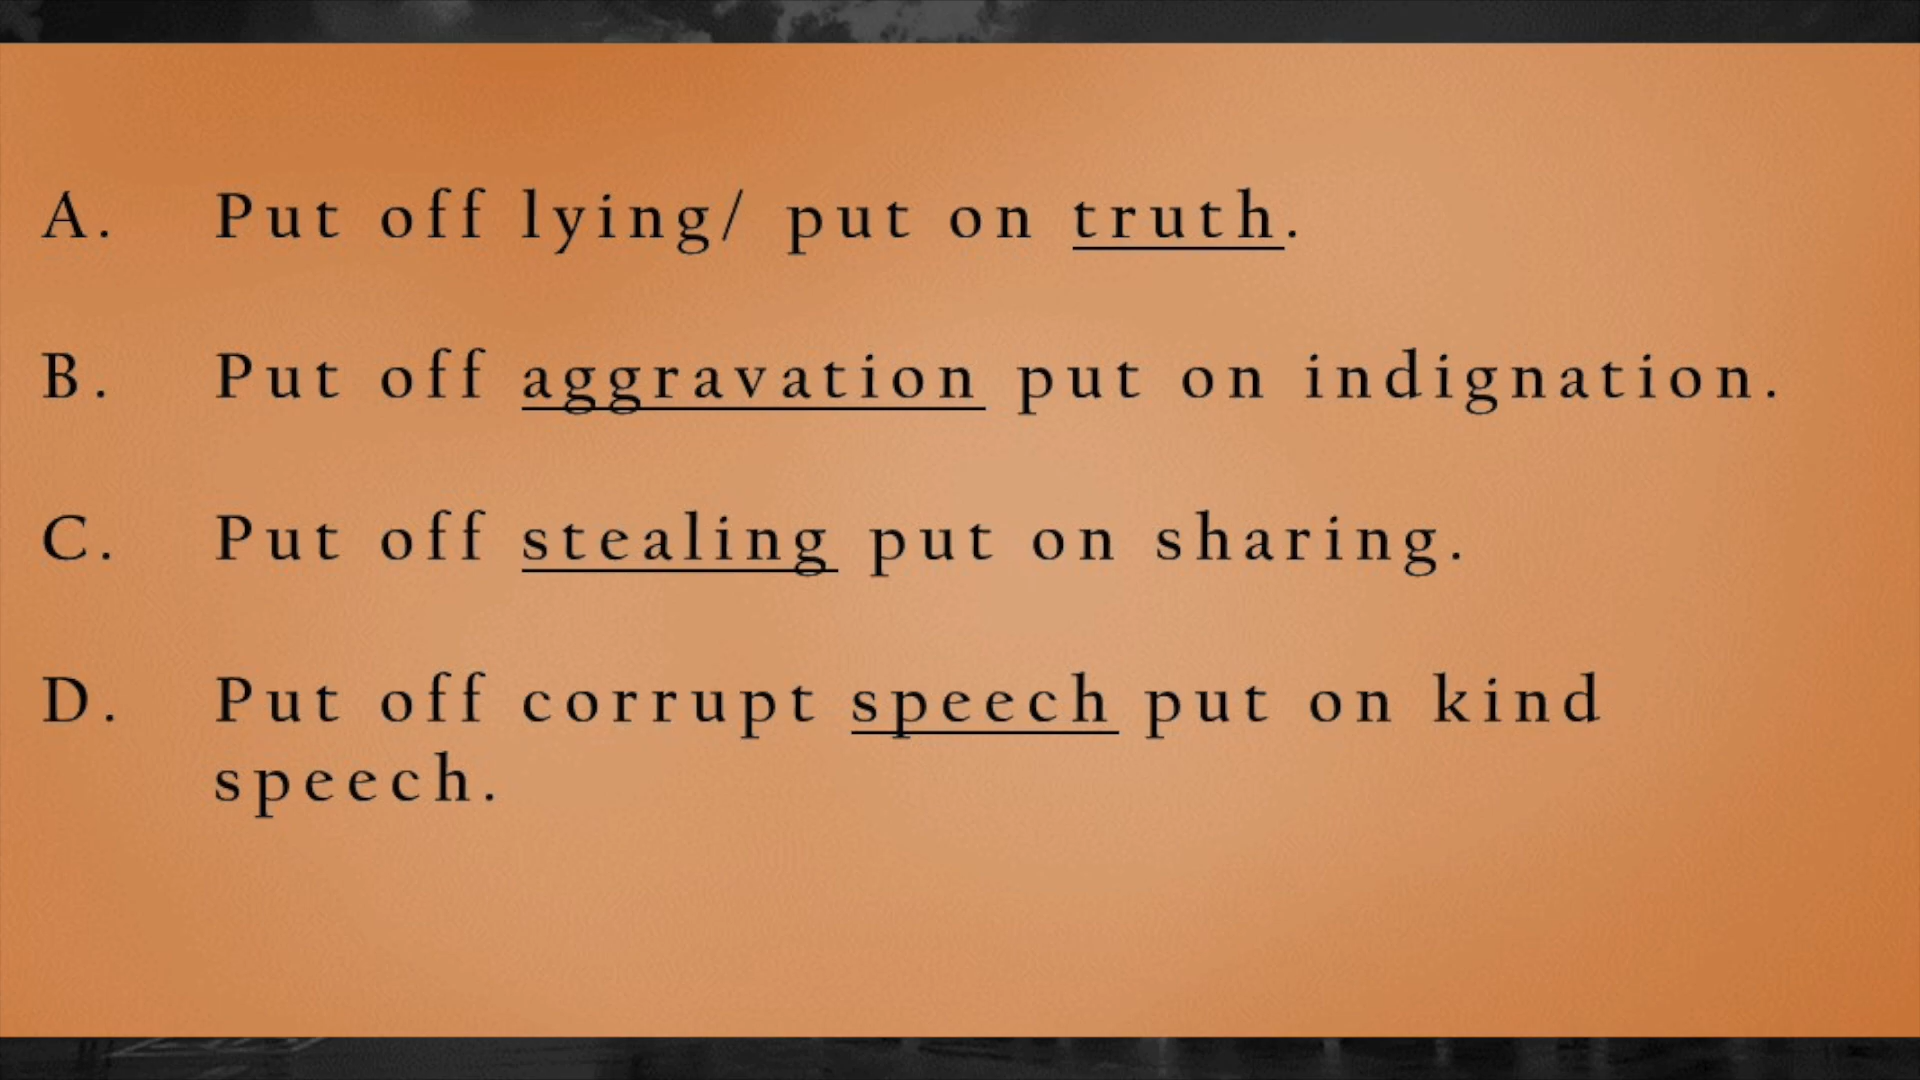 A. Put off lying/ put on truth.
B. Put off aggravation put on indignation.
C. Put off stealing put on sharing.
D. Put off corrupt speech put on kind
speech.